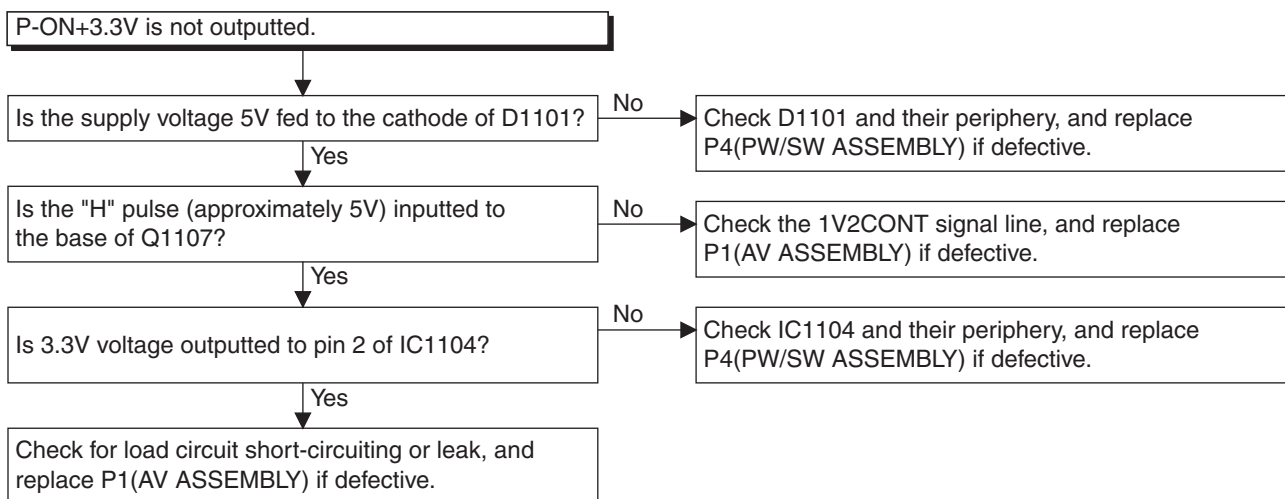 P-ON+3.3V is not outputted.
Is the supply voltage 5V fed to the cathode of D1101?
No
Check D1101 and their periphery, and replace
P4(PW/SW ASSEMBLY) if defective.
Yes
Is the "H" pulse (approximately 5V) inputted to
the base of Q1107?
No
Check the 1V2CONT signal line, and replace
P1(AV ASSEMBLY) if defective.
Yes
Is 3.3V voltage outputted to pin 2 of IC1104?
No
Check IC1104 and their periphery, and replace
P4(PW/SW ASSEMBLY) if defective.
Yes
Check for load circuit short-circuiting or leak, and
replace P1(AV ASSEMBLY) if defective.